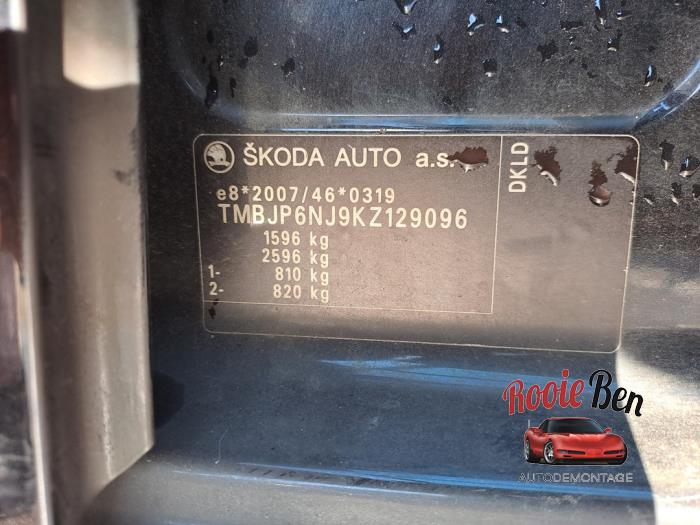 ŠKODA AUTO a.s.
DKLD
e8*2007/46*0319
TMBJP6NJ9KZ129096
1596 kg
2596 kg
1- 810 kg
2- 820 kg
Rooie Ben
AUTODEMONTAGE